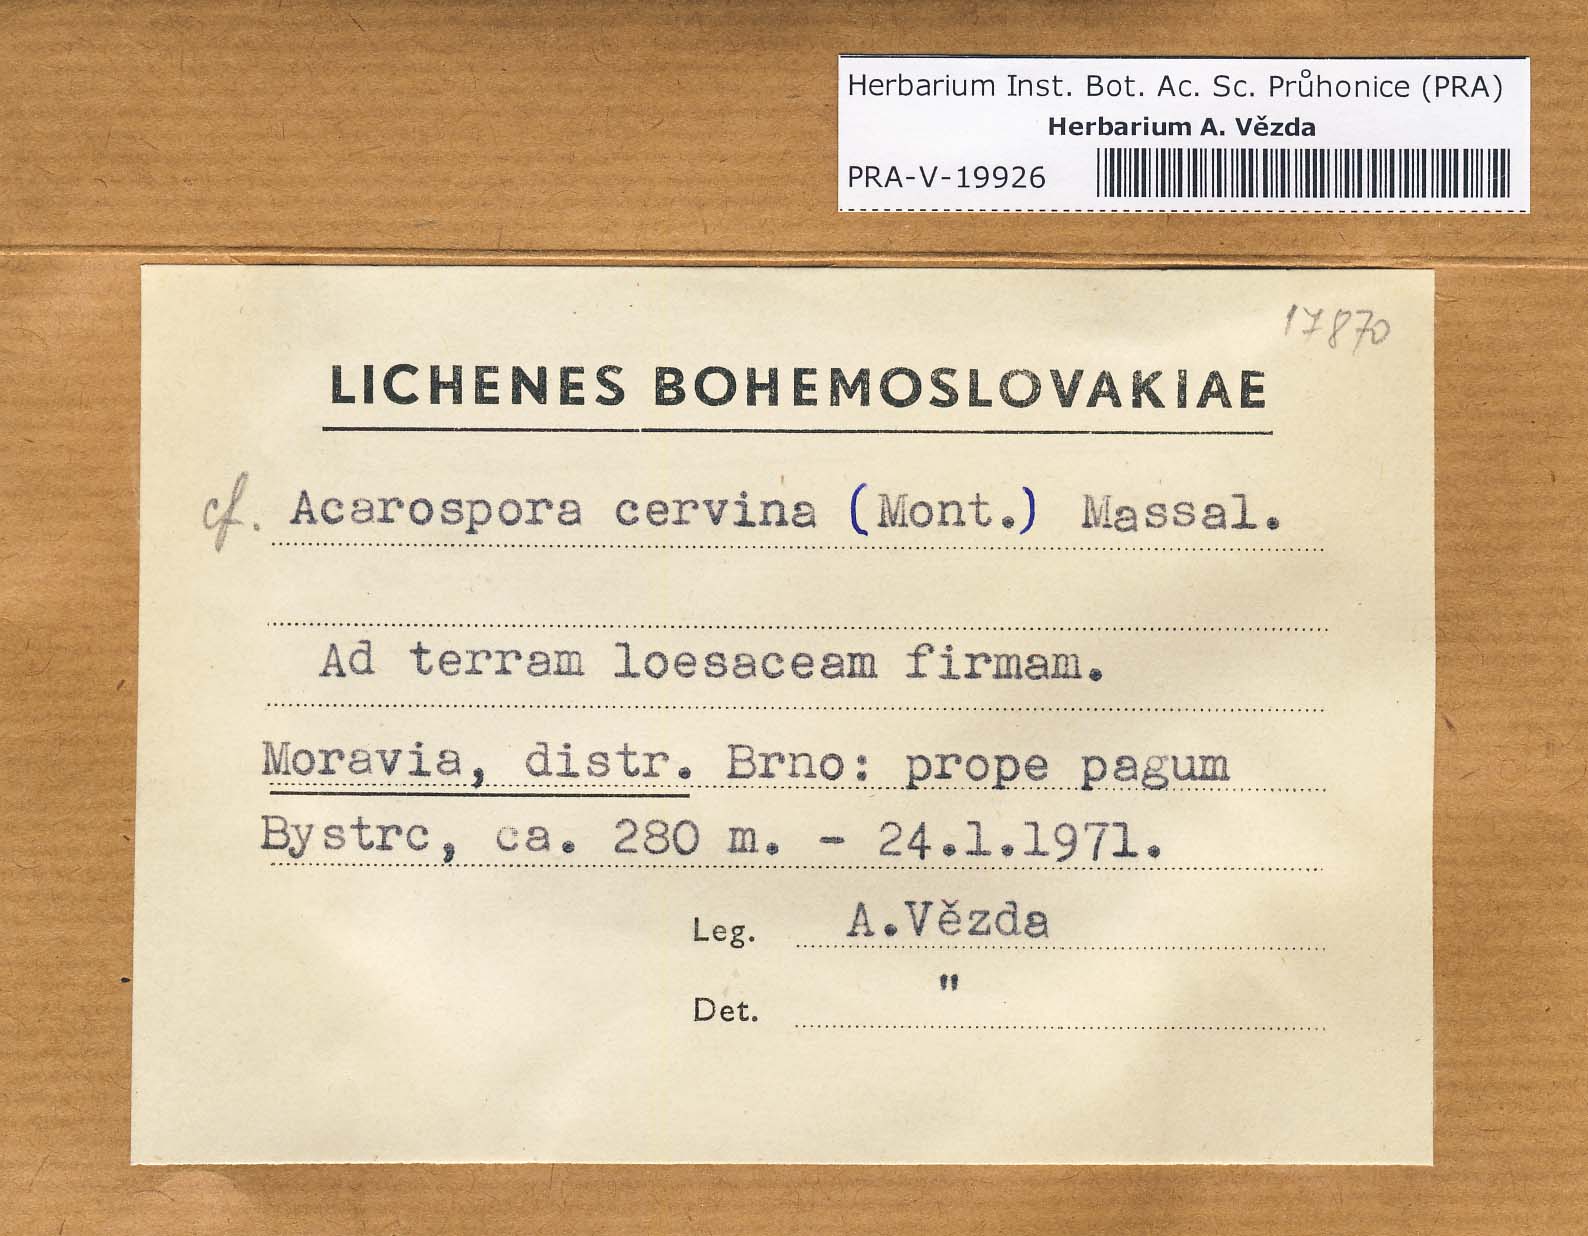 Herbarium Inst. Bot. Ac. Sc. Průhonice (PRA)
Herbarium A. Vězda
PRA-V-19926
17870
LICHENES BOHEMOSLOVAKIAE
cf. Acarospora cervina (Mont.) Massal.
Ad terram loesaceam firmam.
Moravia, distr. Brno: prope pagum
Bystrc, ca. 280 m. - 24.1.1971.
Leg. A.Vězda
Det. "